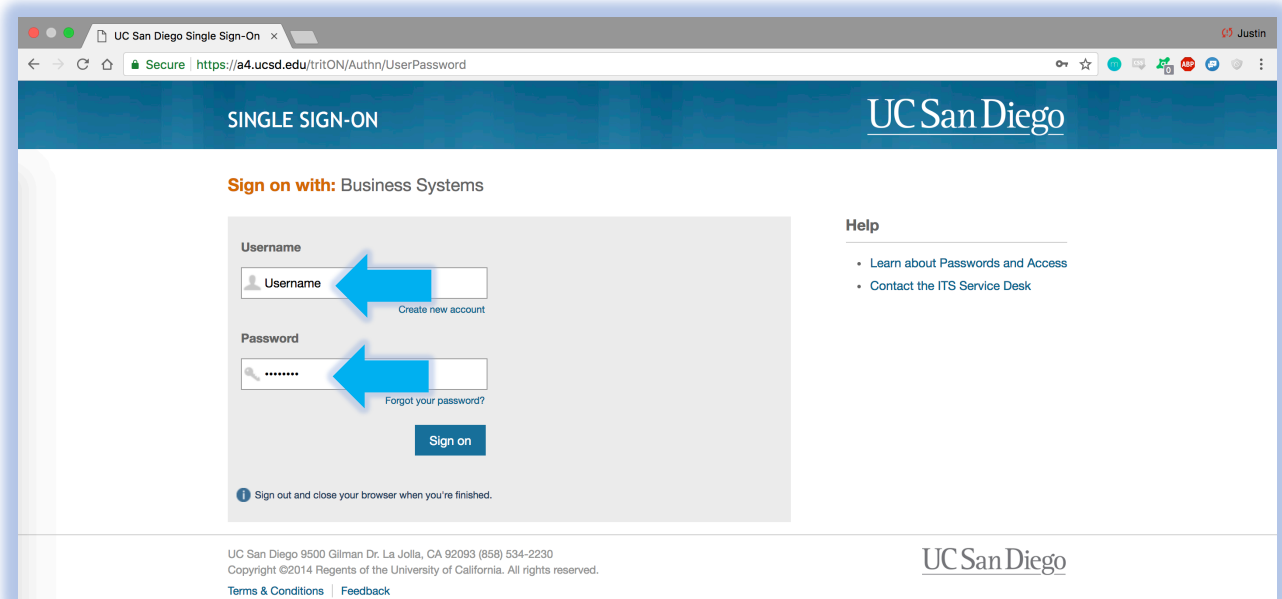 UC San Diego Single Sign-On ×
Justin
Secure https://a4.ucsd.edu/tritON/Authn/UserPassword
0 ABP
SINGLE SIGN-ON
UC San Diego
Sign on with: Business Systems
Help
Username
Learn about Passwords and Access
Username
Contact the ITS Service Desk
Create new account
Password
••••••••
Forgot your password?
Sign on
i Sign out and close your browser when you're finished.
UC San Diego 9500 Gilman Dr. La Jolla, CA 92093 (858) 534-2230
UC San Diego
Copyright ©2014 Regents of the University of California. All rights reserved.
Terms & Conditions | Feedback